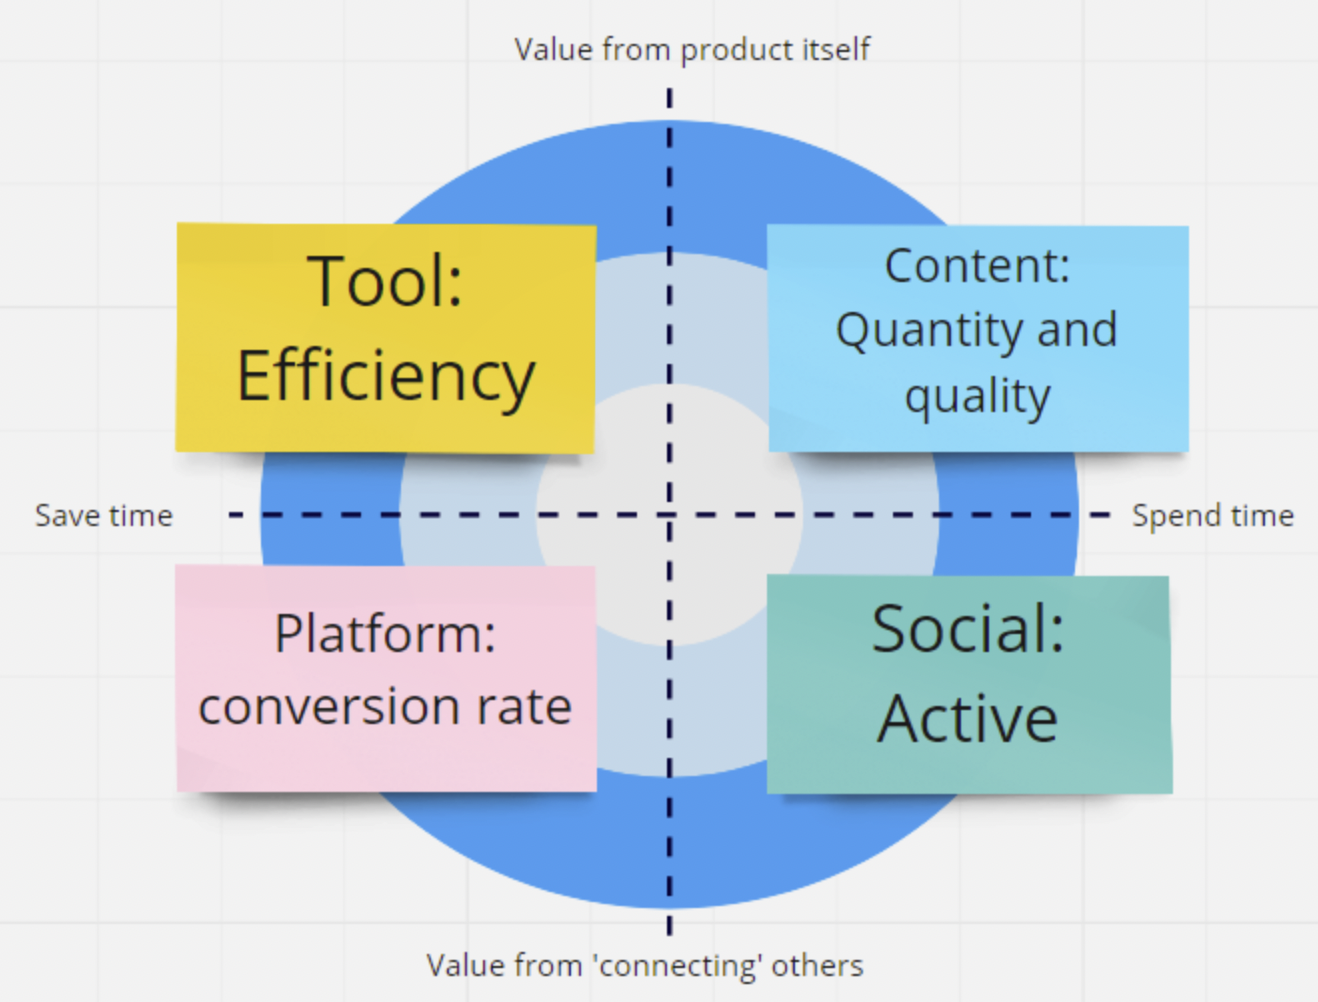 Value from product itself
Tool:
Efficiency
Content:
Quantity and
quality
Save time
Spend time
Platform:
conversion rate
Social:
Active
Value from 'connecting' others